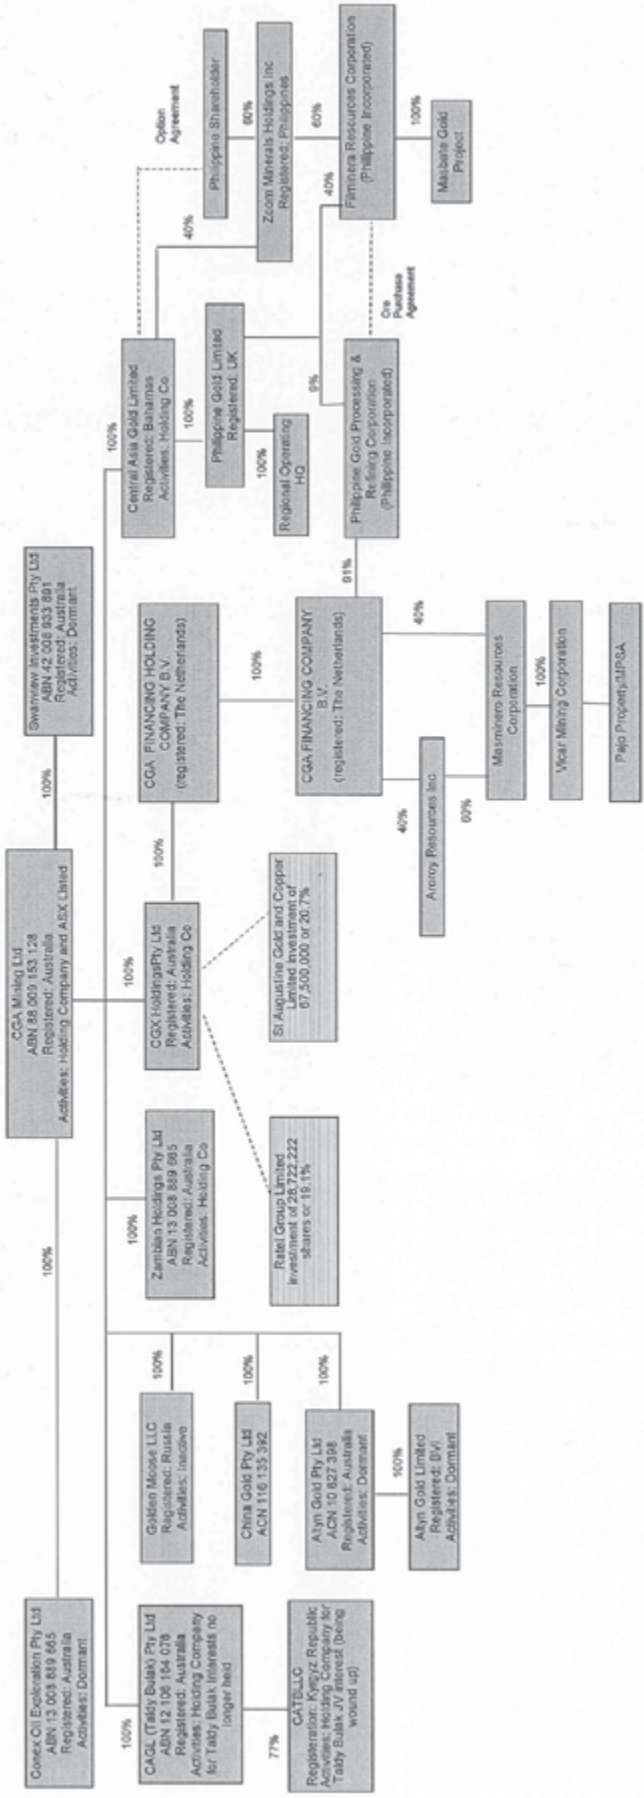 CGA Mining Ltd
ABN 88 009 153 128
Registered: Australia
Activities: Holding Company and ASX Listed
100%
Conex Oil Exploration Pty Ltd
ABN 13 008 889 665
Registered: Australia
Activities: Dormant
100%
Swanview Investments Pty Ltd
ABN 42 008 933 891
Registered: Australia
Activities: Dormant
100%
CAGL (Taldy Bulak) Pty Ltd
ABN 12 106 164 078
Registered: Australia
Activities: Holding Company
for Taldy Bulak Interests no
longer held
77%
CATBLLC
Registeration: Kyrgyz Republic
Activities: Holding Company for
Taldy Bulak JV interest (being
wound up)
100%
Golden Moose LLC
Registered: Russia
Activities: Inactive
100%
China Gold Pty Ltd
ACN 116 135 392
100%
Altyn Gold Pty Ltd
ACN 10 627 398
Registered: Australia
Activities: Dormant
100%
Altyn Gold Limited
Registered: BVI
Activities: Dormant
100%
Zambian Holdings Pty Ltd
ABN 13 008 889 665
Registered: Australia
Activities: Holding Co
100%
CGX HoldingsPty Ltd
Registered: Australia
Activities: Holding Co
Ratel Group Limited
investment of 28,722,222
shares or 19.1%
St Augustine Gold and Copper
Limited investment of
67,500,000 or 20.7%
100%
CGA FINANCING HOLDING
COMPANY B.V.
(registered: The Netherlands)
100%
CGA FINANCING COMPANY
B.V.
(registered: The Netherlands)
40%
Aroroy Resources Inc.
60%
40%
Masminero Resources
Corporation
100%
Vicar Mining Corporation
Pajo Property/MPSA
91%
100%
Central Asia Gold Limited
Registered: Bahamas
Activities: Holding Co
100%
Philippine Gold Limited
Registered: UK
100%
Regional Operating
HQ
9%
Philippine Gold Processing &
Refining Corporation
(Philippine Incorporated)
Ore
Purchase
Agreement
Option
Agreement
Philippine Shareholder
60%
40%
Zoom Minerals Holdings Inc
Registered: Philippines
60%
40%
Filminera Resources Corporation
(Philippine Incorporated)
100%
Masbate Gold
Project